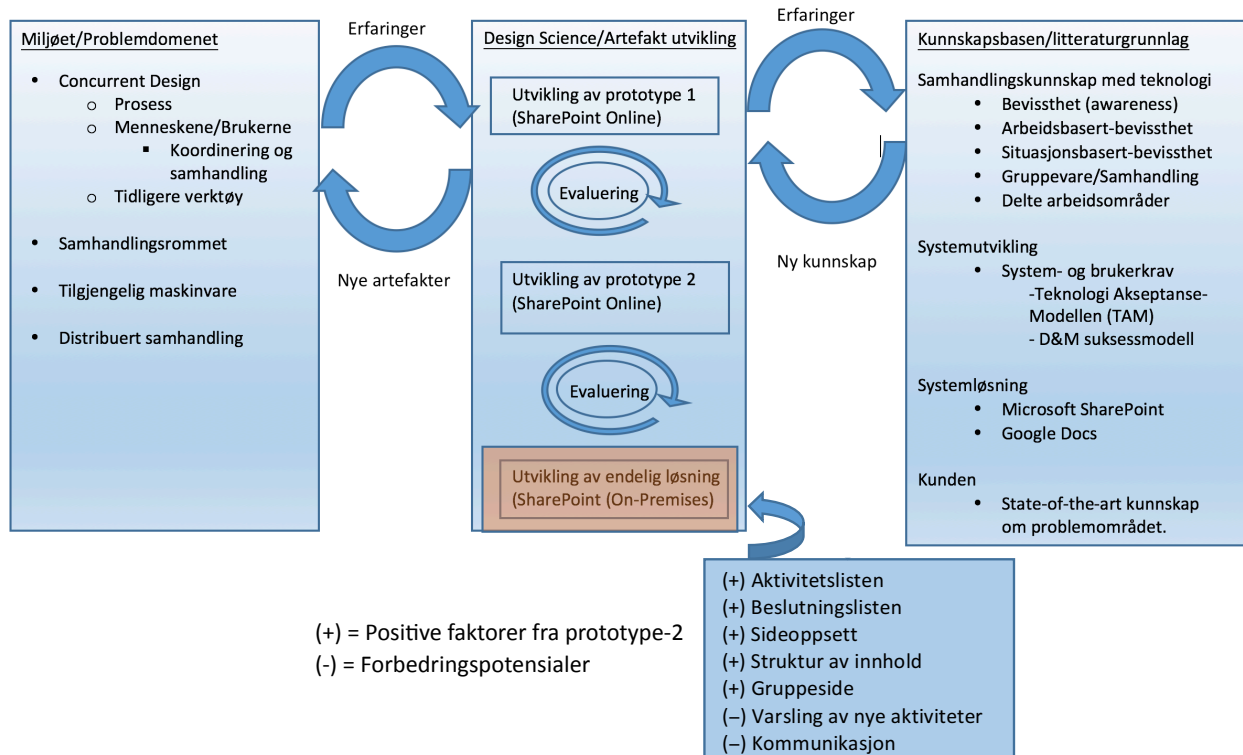 Miljøet/Problemdomenet
• Concurrent Design
o Prosess
o Menneskene/Brukerne
▪ Koordinering og
samhandling
o Tidligere verktøy
• Samhandlingsrommet
• Tilgjengelig maskinvare
• Distribuert samhandling
Erfaringer
Nye artefakter
Design Science/Artefakt utvikling
Utvikling av prototype 1
(SharePoint Online)
Evaluering
Utvikling av prototype 2
(SharePoint Online)
Evaluering
Utvikling av endelig løsning
(SharePoint (On-Premises)
Erfaringer
Ny kunnskap
Kunnskapsbasen/litteraturgrunnlag
Samhandlingskunnskap med teknologi
• Bevissthet (awareness)
• Arbeidsbasert-bevissthet
• Situasjonsbasert-bevissthet
• Gruppevare/Samhandling
• Delte arbeidsområder
Systemutvikling
• System- og brukerkrav
-Teknologi Akseptanse-
Modellen (TAM)
- D&M suksessmodell
Systemløsning
• Microsoft SharePoint
• Google Docs
Kunden
• State-of-the-art kunnskap
om problemområdet.
(+) = Positive faktorer fra prototype-2
(-) = Forbedringspotensialer
(+) Aktivitetslisten
(+) Beslutningslisten
(+) Sideoppsett
(+) Struktur av innhold
(+) Gruppeside
(−) Varsling av nye aktiviteter
(−) Kommunikasjon